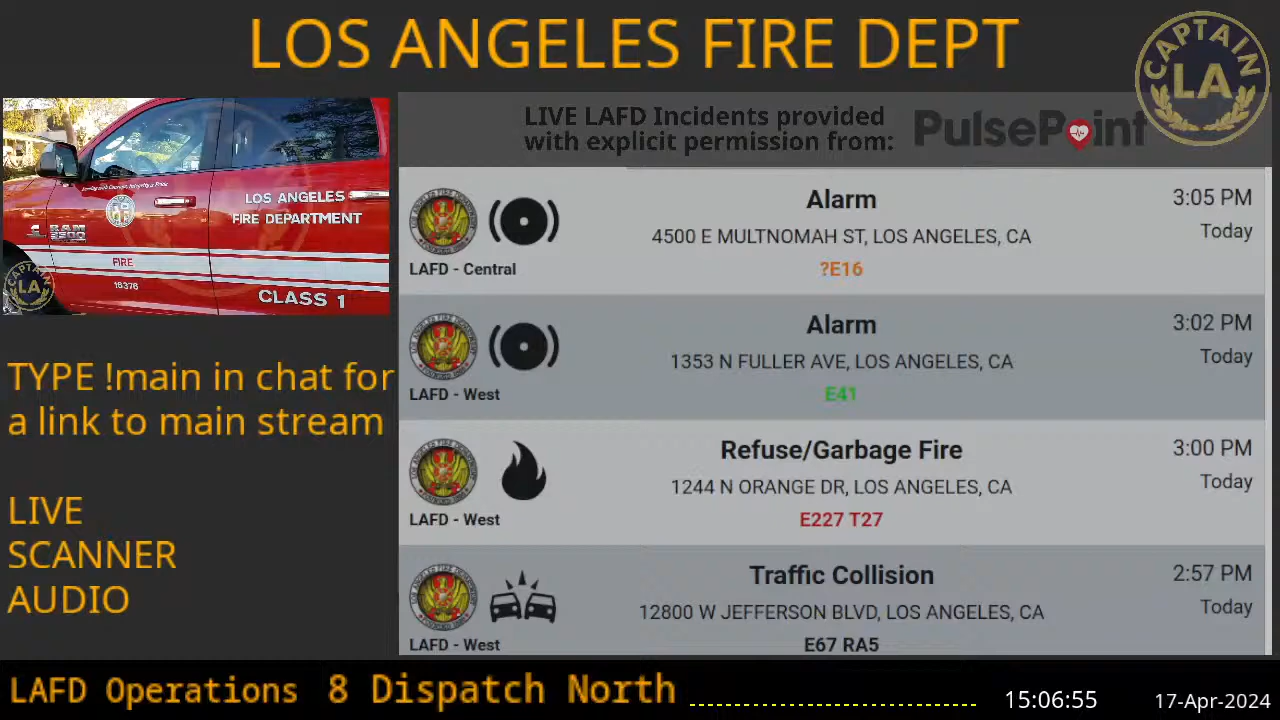 LOS ANGELES FIRE DEPT
CAPTAIN
LA
LIVE LAFD Incidents provided
with explicit permission from:
PulsePoint
LOS ANGELES
FIRE DEPARTMENT
RAM
FIRE
CLASS 1
CAPTAIN
LA
TYPE !main in chat for
a link to main stream
LIVE
SCANNER
AUDIO
Alarm
3:05 PM
4500 E MULTNOMAH ST, LOS ANGELES, CA
Today
LAFD - Central
?E16
Alarm
3:02 PM
1353 N FULLER AVE, LOS ANGELES, CA
Today
LAFD - West
E41
Refuse/Garbage Fire
3:00 PM
1244 N ORANGE DR, LOS ANGELES, CA
Today
LAFD - West
E227 T27
Traffic Collision
2:57 PM
12800 W JEFFERSON BLVD, LOS ANGELES, CA
Today
LAFD - West
E67 RA5
LAFD Operations 8 Dispatch North
15:06:55
17-Apr-2024